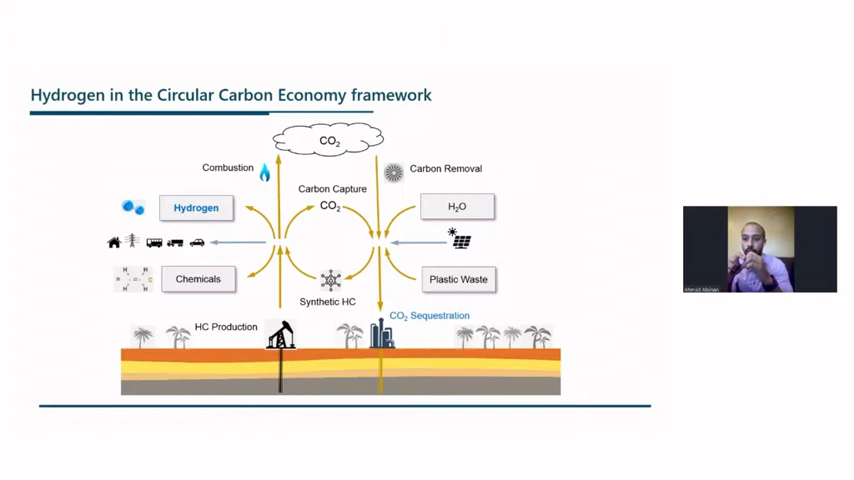 Hydrogen in the Circular Carbon Economy framework
CO₂
Combustion
Carbon Removal
Carbon Capture
CO₂
Hydrogen
H₂O
Chemicals
Plastic Waste
Synthetic HC
CO₂ Sequestration
HC Production
H H
n C
H H